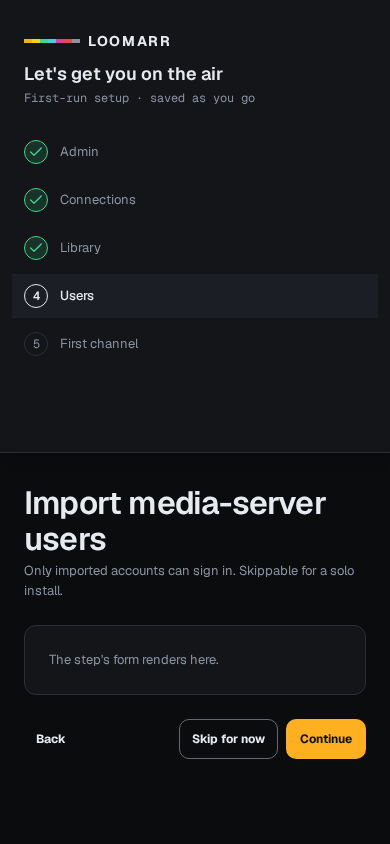 LOOMARR
Let's get you on the air
First-run setup · saved as you go
Admin
Connections
Library
4 Users
5 First channel
Import media-server
users
Only imported accounts can sign in. Skippable for a solo
install.
The step's form renders here.
Back Skip for now Continue